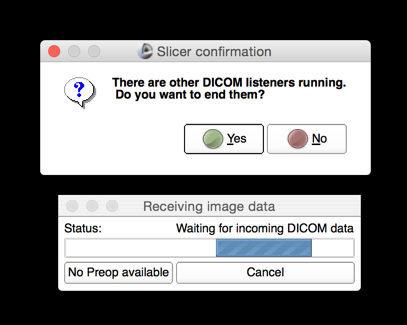 Slicer confirmation
There are other DICOM listeners running.
Do you want to end them?
Yes
No
Receiving image data
Status: Waiting for incoming DICOM data
No Preop available
Cancel